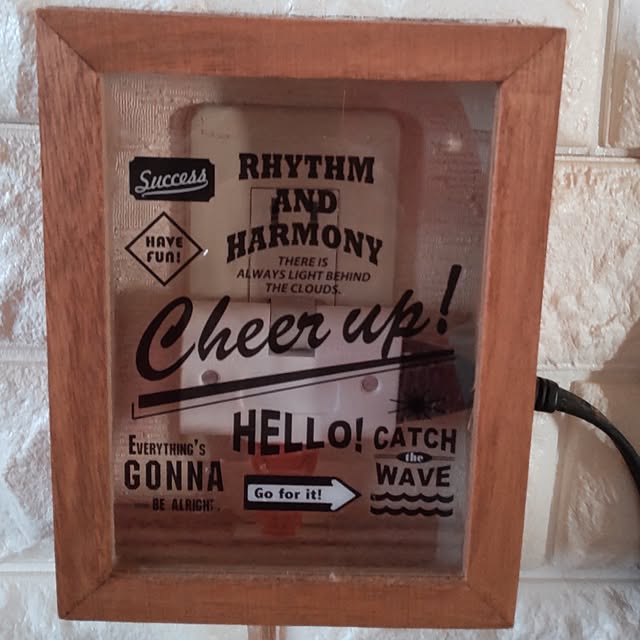 Success
RHYTHM
AND
HARMONY
HAVE
FUN!
THERE IS
ALWAYS LIGHT BEHIND
THE CLOUDS.
Cheer up!
HELLO!
EVERYTHING'S
GONNA
BE ALRIGHT.
Go for it!
CATCH
the
WAVE